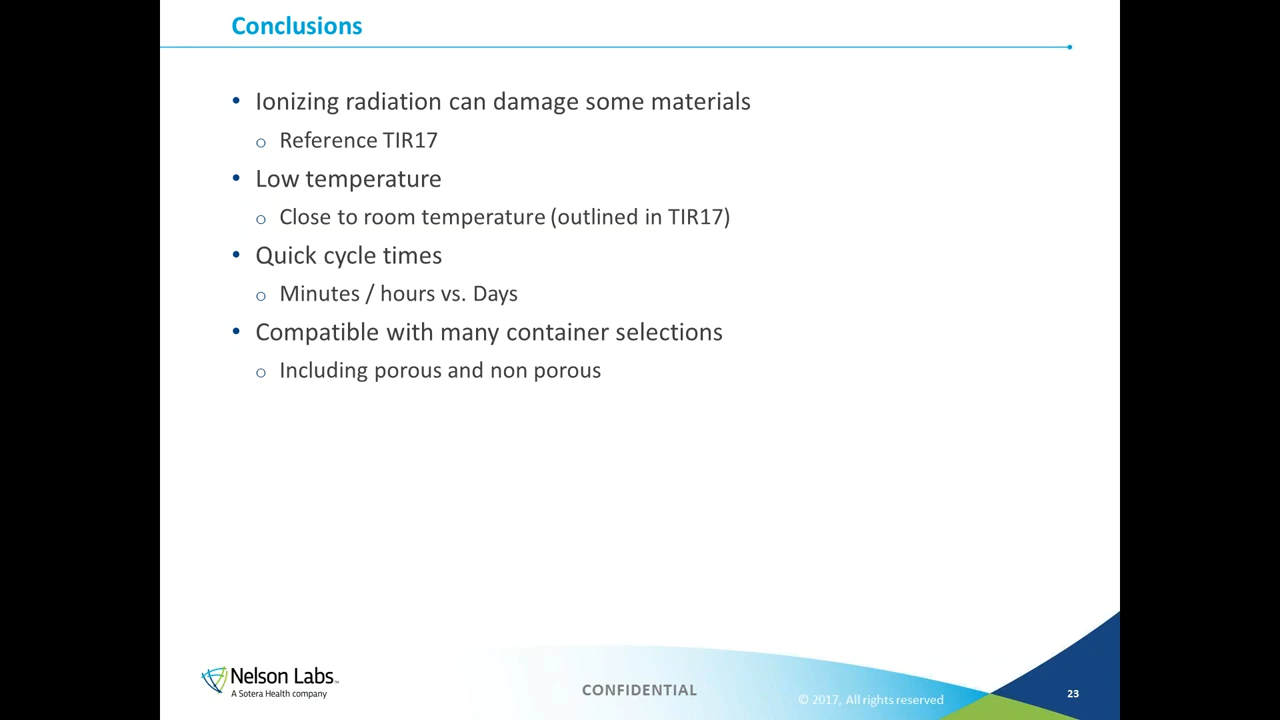 Conclusions
• Ionizing radiation can damage some materials
o Reference TIR17
• Low temperature
o Close to room temperature (outlined in TIR17)
• Quick cycle times
o Minutes / hours vs. Days
• Compatible with many container selections
o Including porous and non porous
Nelson Labs™
A Sotera Health company
CONFIDENTIAL
© 2017, All rights reserved
23